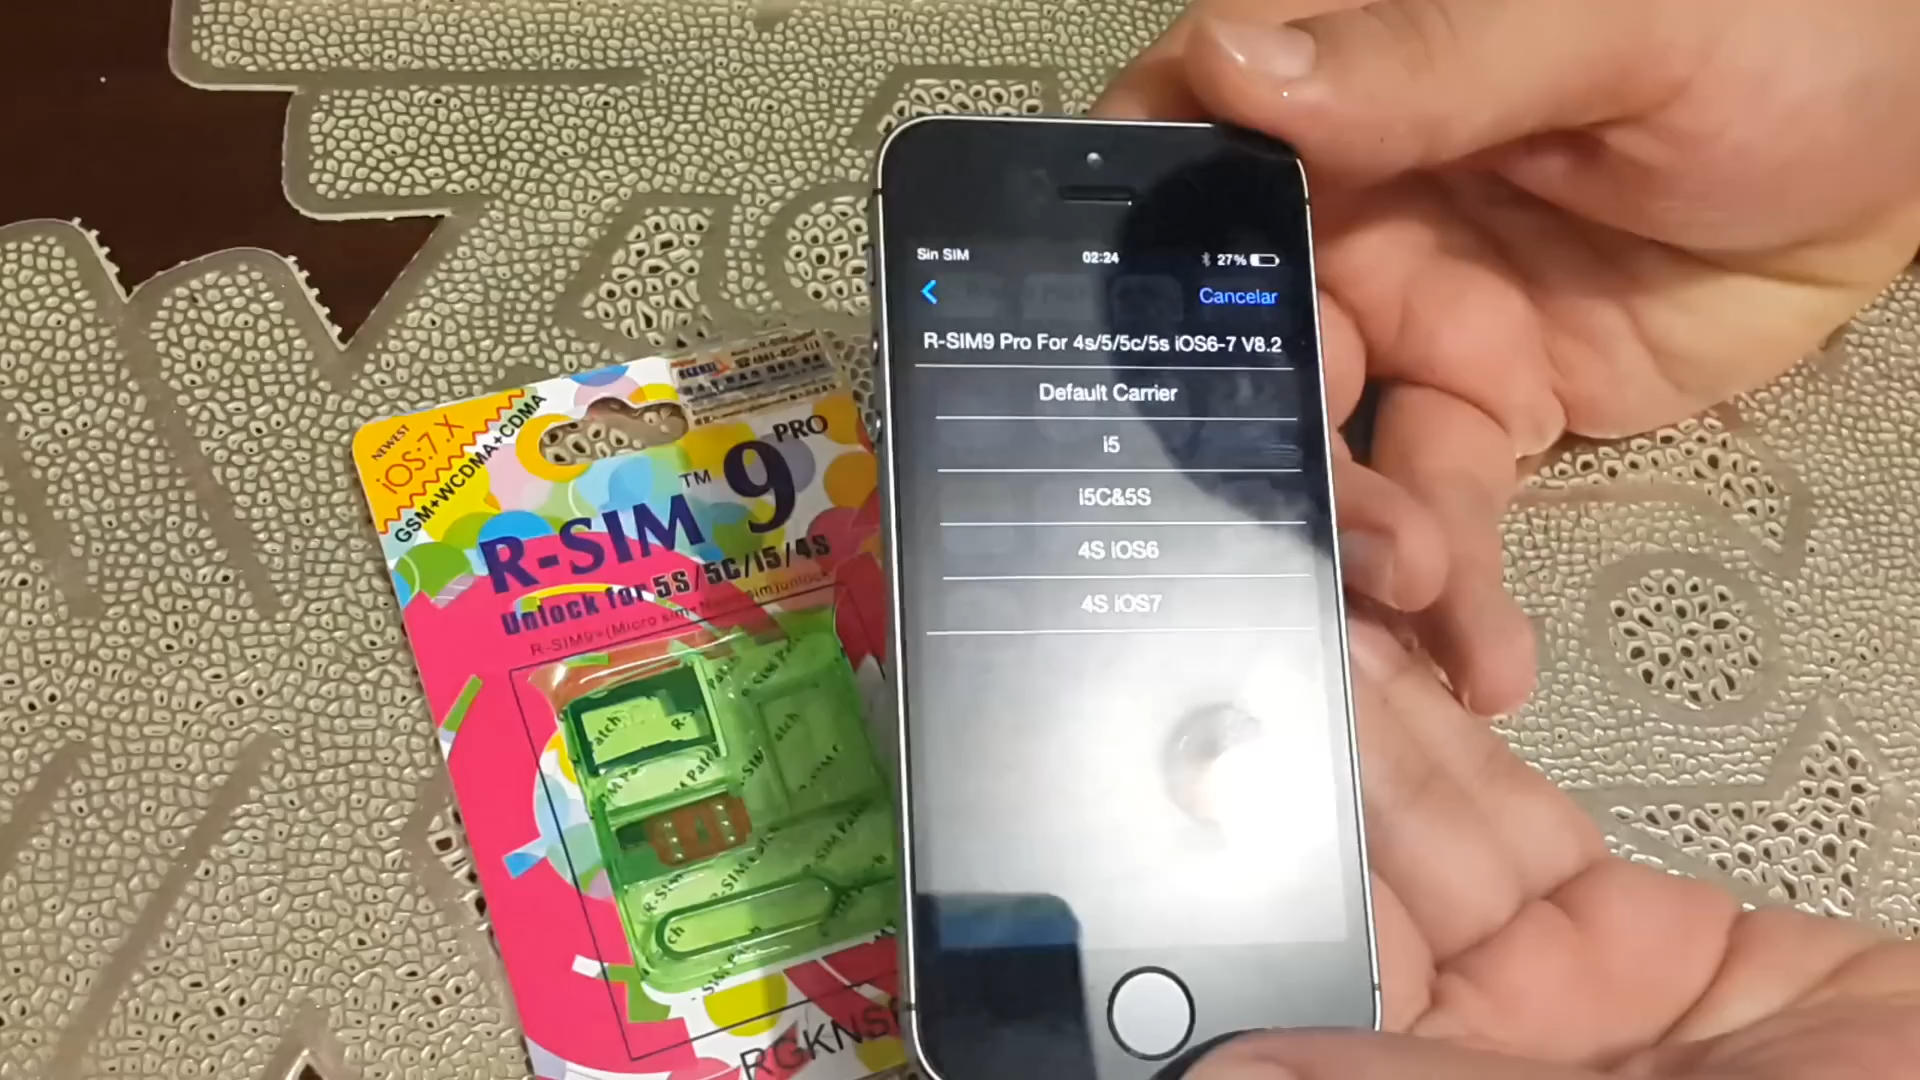 NEWEST
iOS:7.X
GSM+WCDMA+CDMA
R-SIM™ 9 PRO
Unlock for 5S/5C/i5/4S
RGKNS
Sin SIM
02:24
27%
Cancelar
R-SIM9 Pro For 4s/5/5c/5s iOS6-7 V8.2
Default Carrier
i5
i5C&5S
4S iOS6
4S iOS7